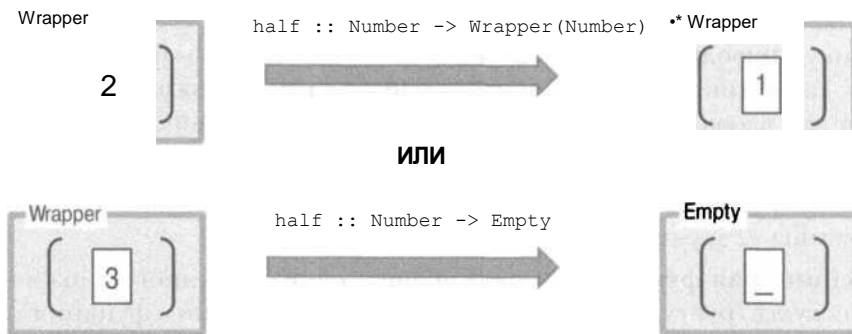 Wrapper
half :: Number -> Wrapper(Number)
•* Wrapper
2
1
ИЛИ
Wrapper
half :: Number -> Empty
Empty
3
_